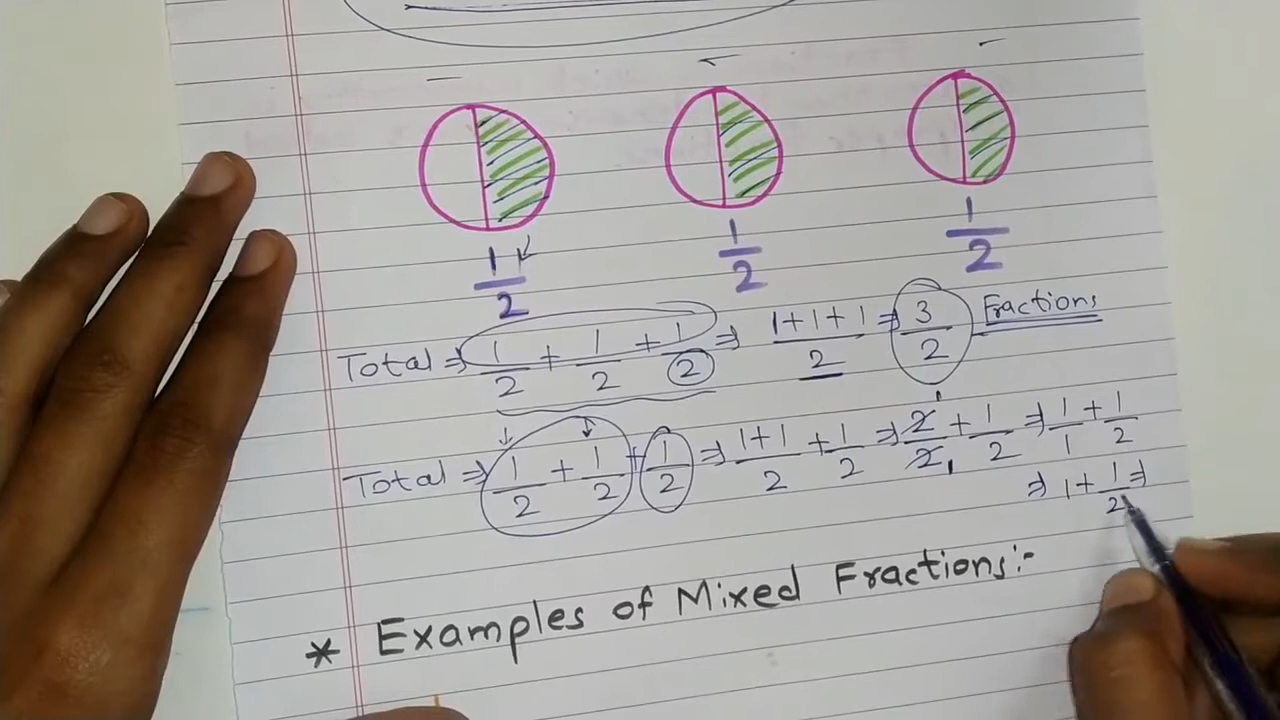 1/2 1/2 1/2
Total ⇒ 1/2 + 1/2 + 1/2 ⇒ 1+1+1/2 ⇒ 3/2 Fractions
Total ⇒ 1/2 + 1/2 + 1/2 ⇒ 1+1/2 + 1/2 ⇒ 2/2 1 1 + 1/2 ⇒ 1/1 + 1/2
⇒ 1 + 1/2 ⇒
* Examples of Mixed Fractions:-